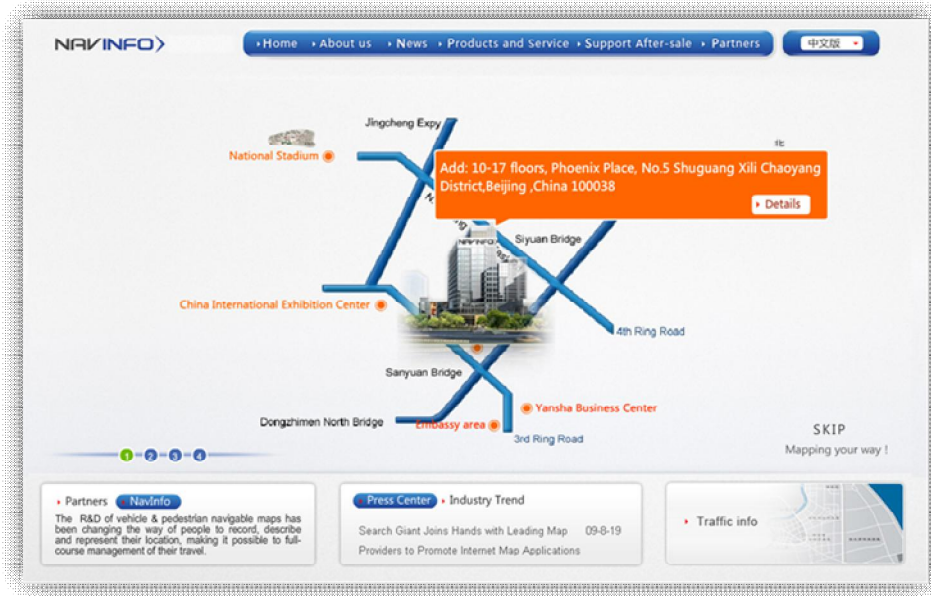 NAVINFO
Home About us News Products and Service Support After-sale Partners
中文版
Jingcheng Expy
National Stadium
北
Add: 10-17 floors, Phoenix Place, No.5 Shuguang Xili Chaoyang
District,Beijing ,China 100038
Details
Siyuan Bridge
NAVINFO
China International Exhibition Center
4th Ring Road
Sanyuan Bridge
Yansha Business Center
Dongzhimen North Bridge
Embassy area
3rd Ring Road
SKIP
Mapping your way !
1 2 3 4
Partners NavInfo
The R&D of vehicle & pedestrian navigable maps has
been changing the way of people to record, describe
and represent their location, making it possible to full-
course management of their travel.
Press Center Industry Trend
Search Giant Joins Hands with Leading Map 09-8-19
Providers to Promote Internet Map Applications
Traffic info